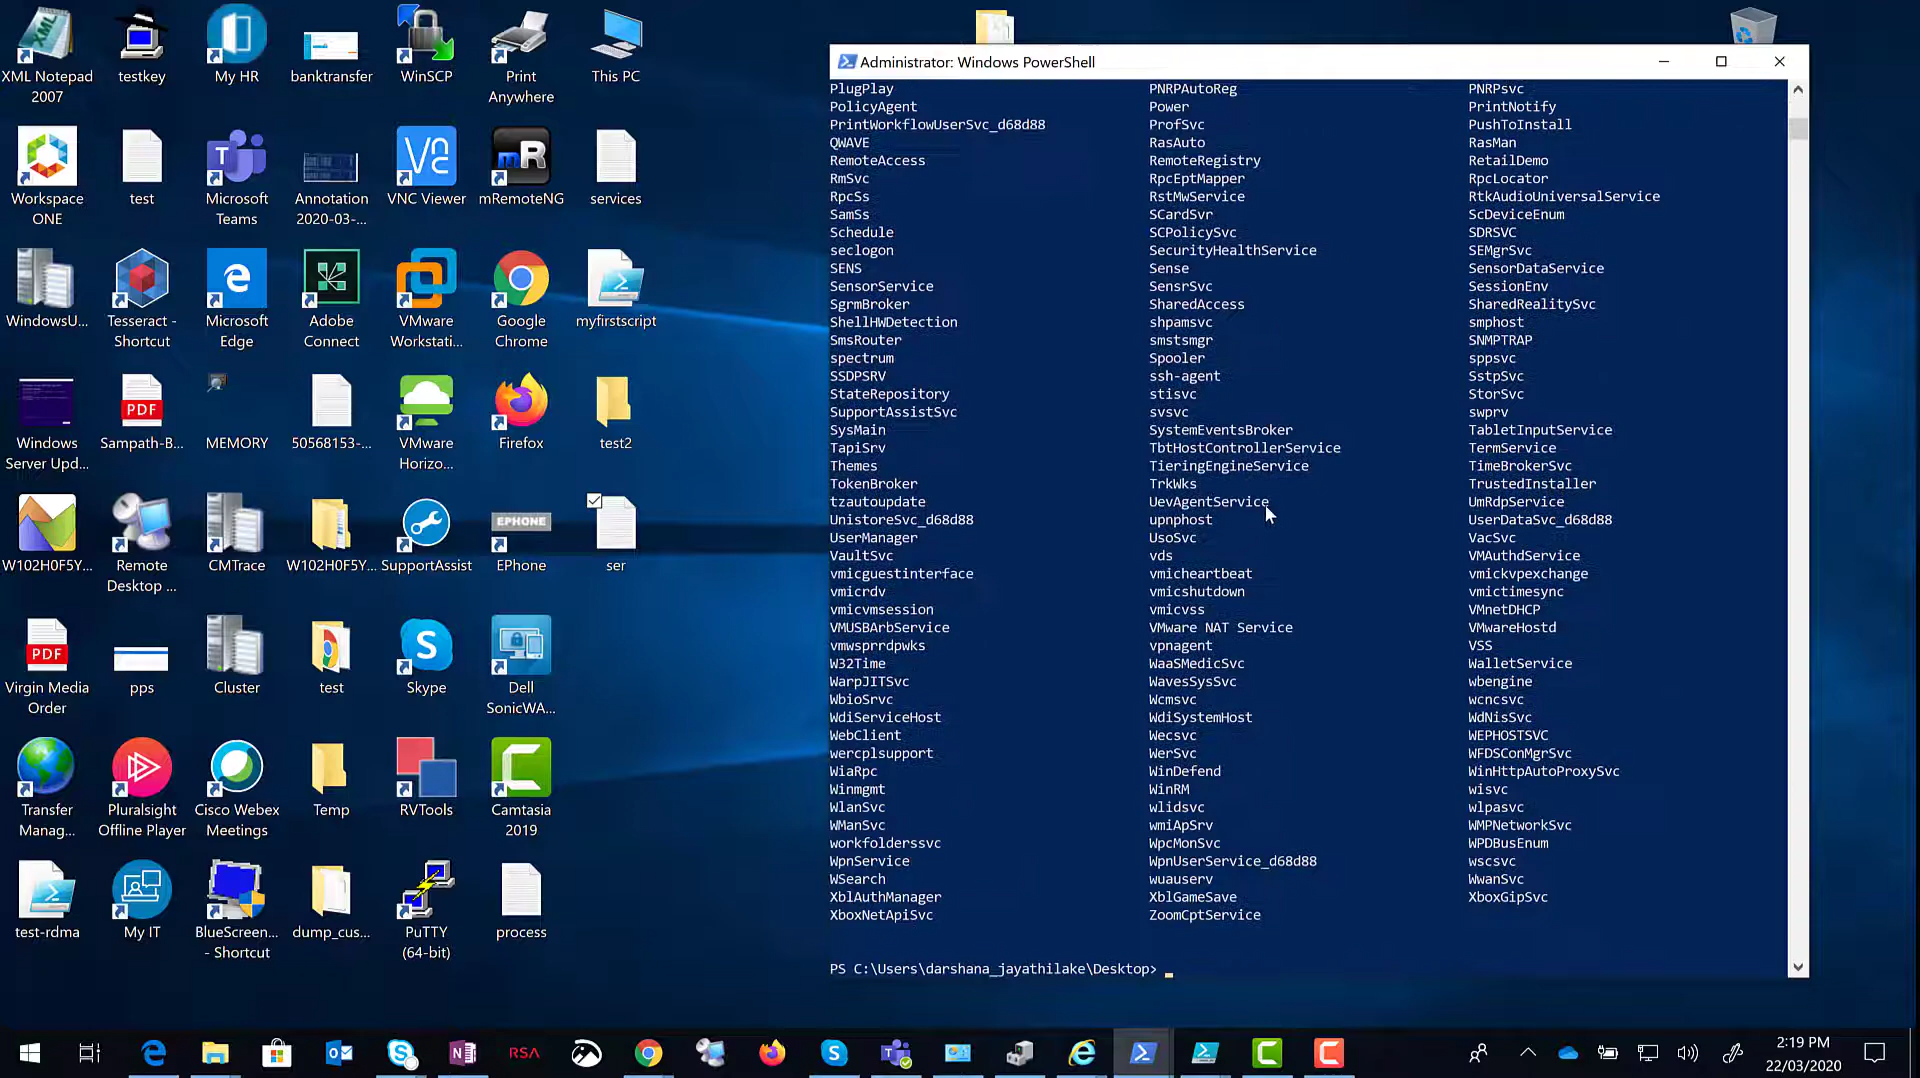 XML Notepad
2007
testkey
My HR
banktransfer
WinSCP
Print
Anywhere
This PC
Workspace
ONE
test
Microsoft
Teams
Annotation
2020-03-...
VNC Viewer
mRemoteNG
services
WindowsU...
Tesseract -
Shortcut
Microsoft
Edge
Adobe
Connect
VMware
Workstati...
Google
Chrome
myfirstscript
Windows
Server Upd...
PDF
Sampath-B...
MEMORY
50568153-...
VMware
Horizo...
Firefox
test2
W102H0F5Y...
Remote
Desktop ...
CMTrace
W102H0F5Y...
SupportAssist
EPHONE
EPhone
ser
PDF
Virgin Media
Order
pps
Cluster
test
Skype
Dell
SonicWA...
Transfer
Manag...
Pluralsight
Offline Player
Cisco Webex
Meetings
Temp
RVTools
Camtasia
2019
test-rdma
My IT
BlueScreen...
- Shortcut
dump_cus...
PuTTY
(64-bit)
process
Administrator: Windows PowerShell
PlugPlay PNRPAutoReg PNRPsvc
PolicyAgent Power PrintNotify
PrintWorkflowUserSvc_d68d88 ProfSvc PushToInstall
QWAVE RasAuto RasMan
RemoteAccess RemoteRegistry RetailDemo
RmSvc RpcEptMapper RpcLocator
RpcSs RstMwService RtkAudioUniversalService
SamSs SCardSvr ScDeviceEnum
Schedule SCPolicySvc SDRSVC
seclogon SecurityHealthService SEMgrSvc
SENS Sense SensorDataService
SensorService SensrSvc SessionEnv
SgrmBroker SharedAccess SharedRealitySvc
ShellHWDetection shpamsvc smphost
SmsRouter smstsmgr SNMPTRAP
spectrum Spooler sppsvc
SSDPSRV ssh-agent SstpSvc
StateRepository stisvc StorSvc
SupportAssistSvc svsvc swprv
SysMain SystemEventsBroker TabletInputService
TapiSrv TbtHostControllerService TermService
Themes TieringEngineService TimeBrokerSvc
TokenBroker TrkWks TrustedInstaller
tzautoupdate UevAgentService UmRdpService
UnistoreSvc_d68d88 upnphost UserDataSvc_d68d88
UserManager UsoSvc VacSvc
VaultSvc vds VMAuthdService
vmicguestinterface vmicheartbeat vmickvpexchange
vmicrdv vmicshutdown vmictimesync
vmicvmsession vmicvss VMnetDHCP
VMUSBArbService VMware NAT Service VMwareHostd
vmwsprrdpwks vpnagent VSS
W32Time WaaSMedicSvc WalletService
WarpJITSvc WavesSysSvc wbengine
WbioSrvc Wcmsvc wcncsvc
WdiServiceHost WdiSystemHost WdNisSvc
WebClient Wecsvc WEPHOSTSVC
wercplsupport WerSvc WFDSConMgrSvc
WiaRpc WinDefend WinHttpAutoProxySvc
Winmgmt WinRM wisvc
WlanSvc wlidsvc wlpasvc
WManSvc wmiApSrv WMPNetworkSvc
workfolderssvc WpcMonSvc WPDBusEnum
WpnService WpnUserService_d68d88 wscsvc
WSearch wuauserv WwanSvc
XblAuthManager XblGameSave XboxGipSvc
XboxNetApiSvc ZoomCptService
PS C:\Users\darshana_jayathilake\Desktop>
RSA
2:19 PM
22/03/2020